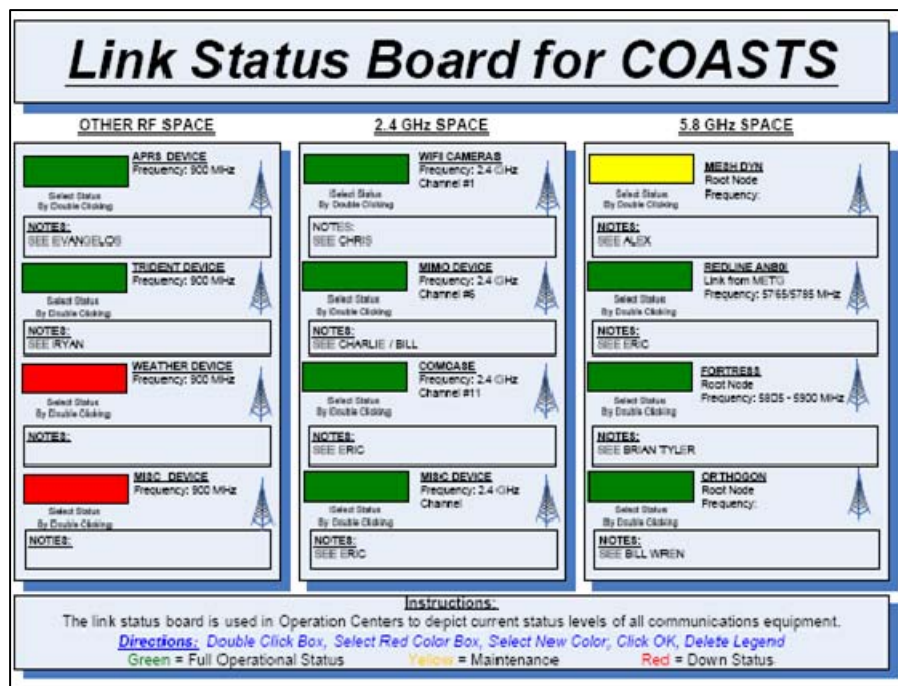 Link Status Board for COASTS
OTHER RF SPACE
APRS DEVICE
Frequency: 900 MHz
Select Status
By Double Clicking
NOTES:
SEE EVANGELOS
TRIDENT DEVICE
Frequency: 900 MHz
Select Status
By Double Clicking
NOTES:
SEE RYAN
WEATHER DEVICE
Frequency: 900 MHz
Select Status
By Double Clicking
NOTES:
MISC DEVICE
Frequency: 900 MHz
Select Status
By Double Clicking
NOTES:
2.4 GHz SPACE
WIFI CAMERAS
Frequency: 2.4 GHz
Channel #1
Select Status
By Double Clicking
NOTES:
SEE CHRIS
MIMO DEVICE
Frequency: 2.4 GHz
Channel #6
Select Status
By Double Clicking
NOTES:
SEE CHARLIE / BILL
COMCASE
Frequency: 2.4 GHz
Channel #11
Select Status
By Double Clicking
NOTES:
SEE ERIC
MISC DEVICE
Frequency: 2.4 GHz
Channel
Select Status
By Double Clicking
NOTES:
SEE ERIC
5.8 GHz SPACE
MESH DYN
Root Node
Frequency:
Select Status
By Double Clicking
NOTES:
SEE ALEX
REDLINE
Link from METG
Frequency: 5765/5785 MHz
Select Status
By Double Clicking
NOTES:
SEE ERIC
FORTRESS
Root Node
Frequency: 5805 - 5900 MHz
Select Status
By Double Clicking
NOTES:
SEE BRIAN TYLER
ORTHOGON
Root Node
Frequency:
Select Status
By Double Clicking
NOTES:
SEE BILL WREN
Instructions:
The link status board is used in Operation Centers to depict current status levels of all communications equipment.
Directions: Double Click Box, Select Red Color Box, Select New Color, Click OK, Delete Legend
Green = Full Operational Status Yellow = Maintenance Red = Down Status